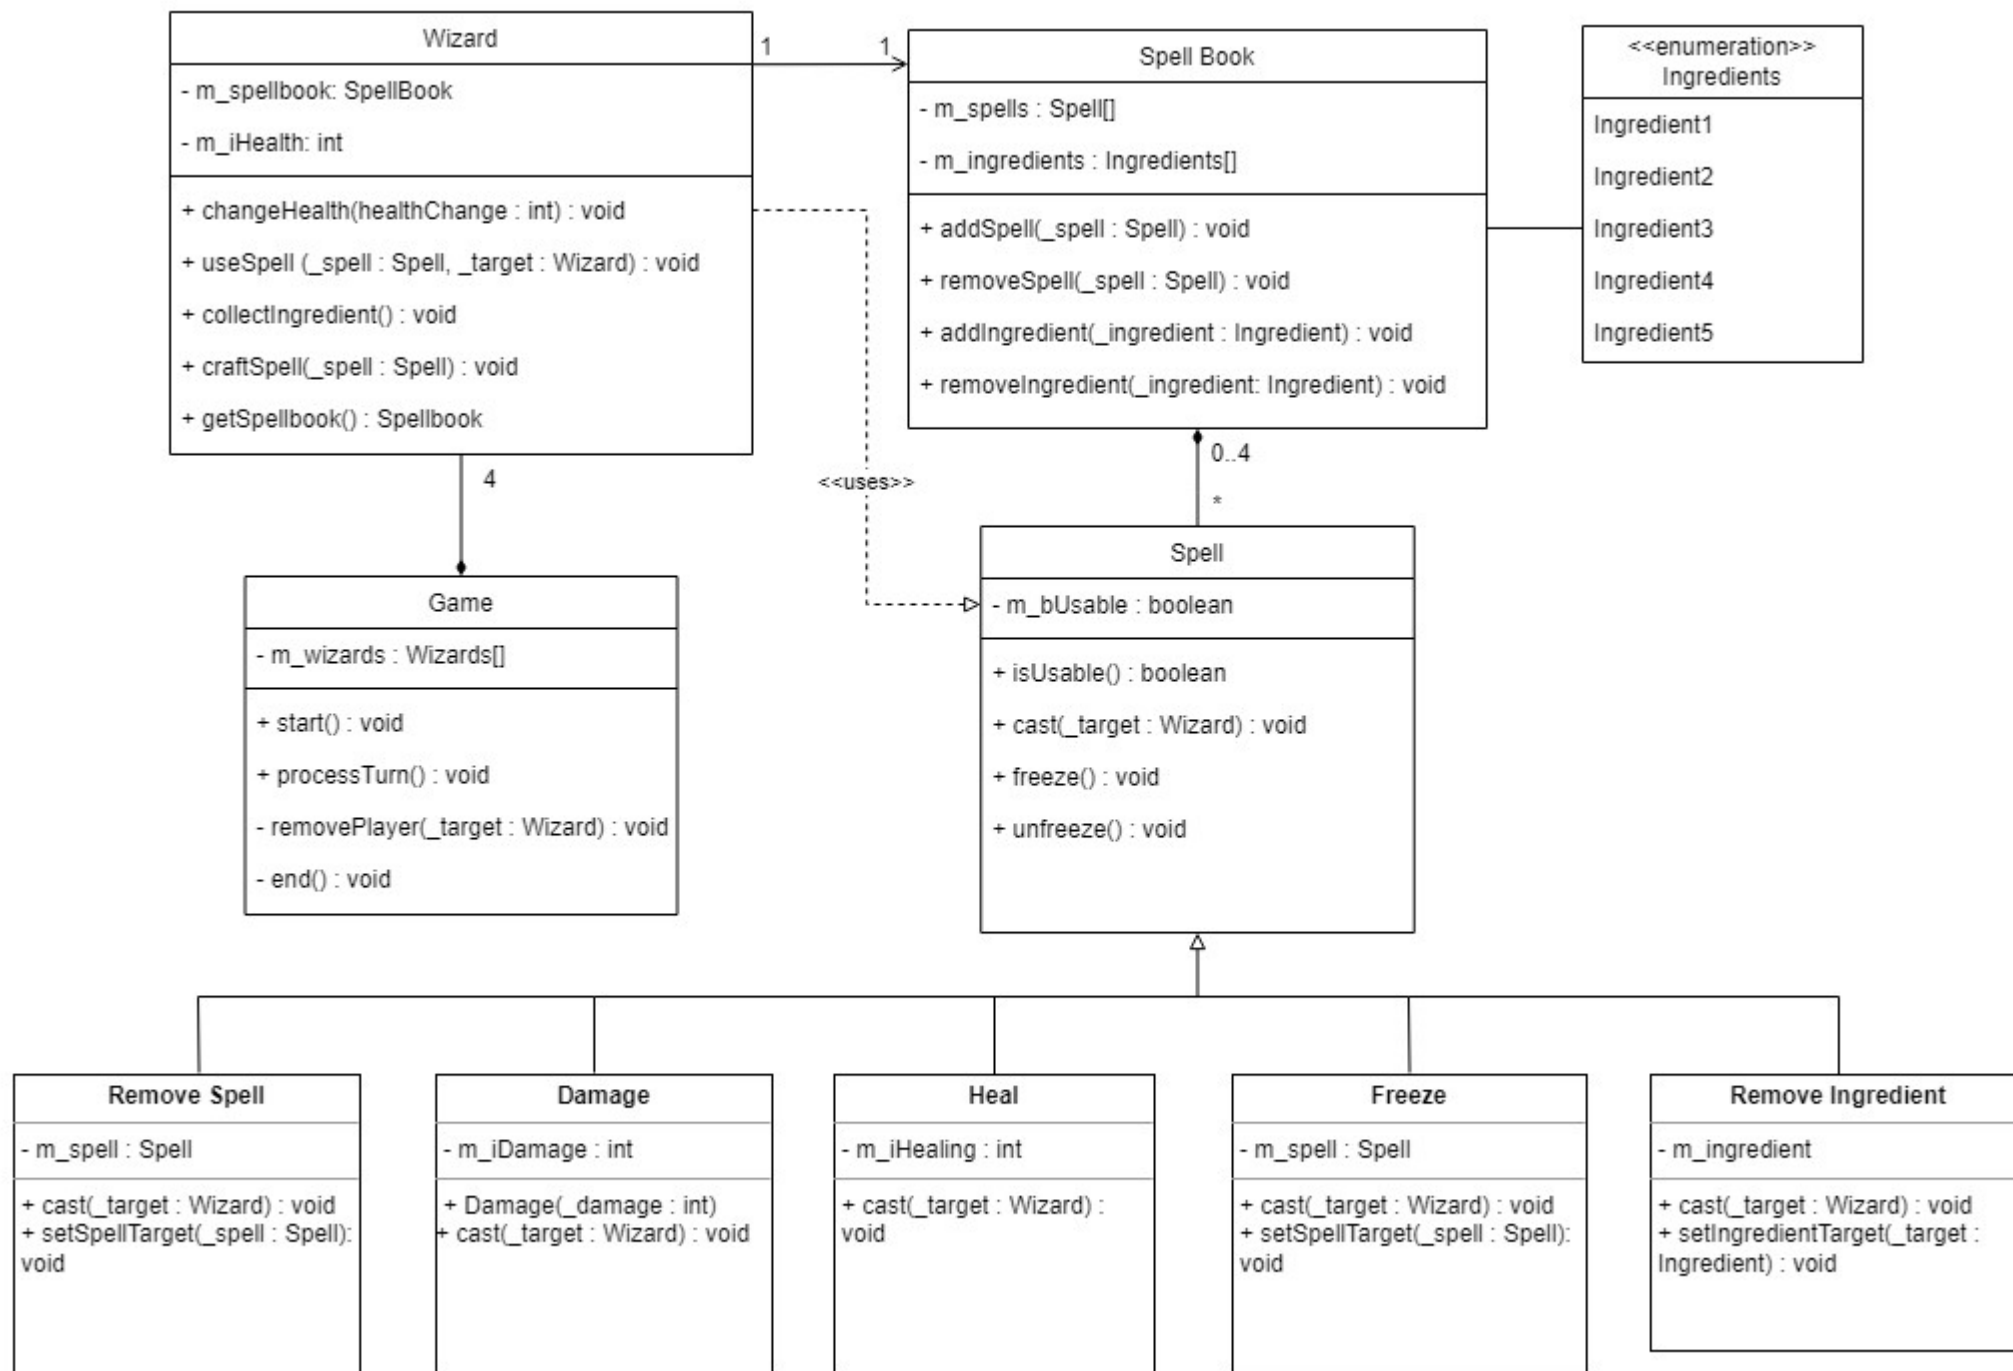 Wizard
- m_spellbook: SpellBook
- m_iHealth: int
+ changeHealth(healthChange : int) : void
+ useSpell (_spell : Spell, _target : Wizard) : void
+ collectIngredient() : void
+ craftSpell(_spell : Spell) : void
+ getSpellbook() : Spellbook
1
1
Spell Book
- m_spells : Spell[]
- m_ingredients : Ingredients[]
+ addSpell(_spell : Spell) : void
+ removeSpell(_spell : Spell) : void
+ addIngredient(_ingredient : Ingredient) : void
+ removeIngredient(_ingredient: Ingredient) : void
<<enumeration>>
Ingredients
Ingredient1
Ingredient2
Ingredient3
Ingredient4
Ingredient5
4
<<uses>>
0..4
*
Game
- m_wizards : Wizards[]
+ start() : void
+ processTurn() : void
- removePlayer(_target : Wizard) : void
- end() : void
Spell
- m_bUsable : boolean
+ isUsable() : boolean
+ cast(_target : Wizard) : void
+ freeze() : void
+ unfreeze() : void
Remove Spell
- m_spell : Spell
+ cast(_target : Wizard) : void
+ setSpellTarget(_spell : Spell):
void
Damage
- m_iDamage : int
+ Damage(_damage : int)
+ cast(_target : Wizard) : void
Heal
- m_iHealing : int
+ cast(_target : Wizard) :
void
Freeze
- m_spell : Spell
+ cast(_target : Wizard) : void
+ setSpellTarget(_spell : Spell):
void
Remove Ingredient
- m_ingredient
+ cast(_target : Wizard) : void
+ setIngredientTarget(_target :
Ingredient) : void